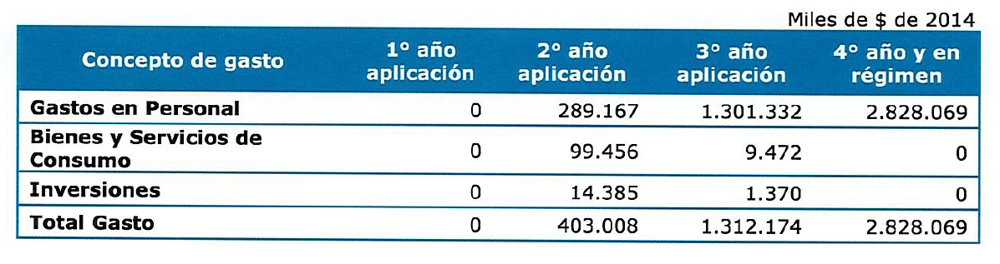 Miles de $ de 2014
Concepto de gasto 1° año aplicación 2° año aplicación 3° año aplicación 4° año y en régimen
Gastos en Personal 0 289.167 1.301.332 2.828.069
Bienes y Servicios de Consumo 0 99.456 9.472 0
Inversiones 0 14.385 1.370 0
Total Gasto 0 403.008 1.312.174 2.828.069